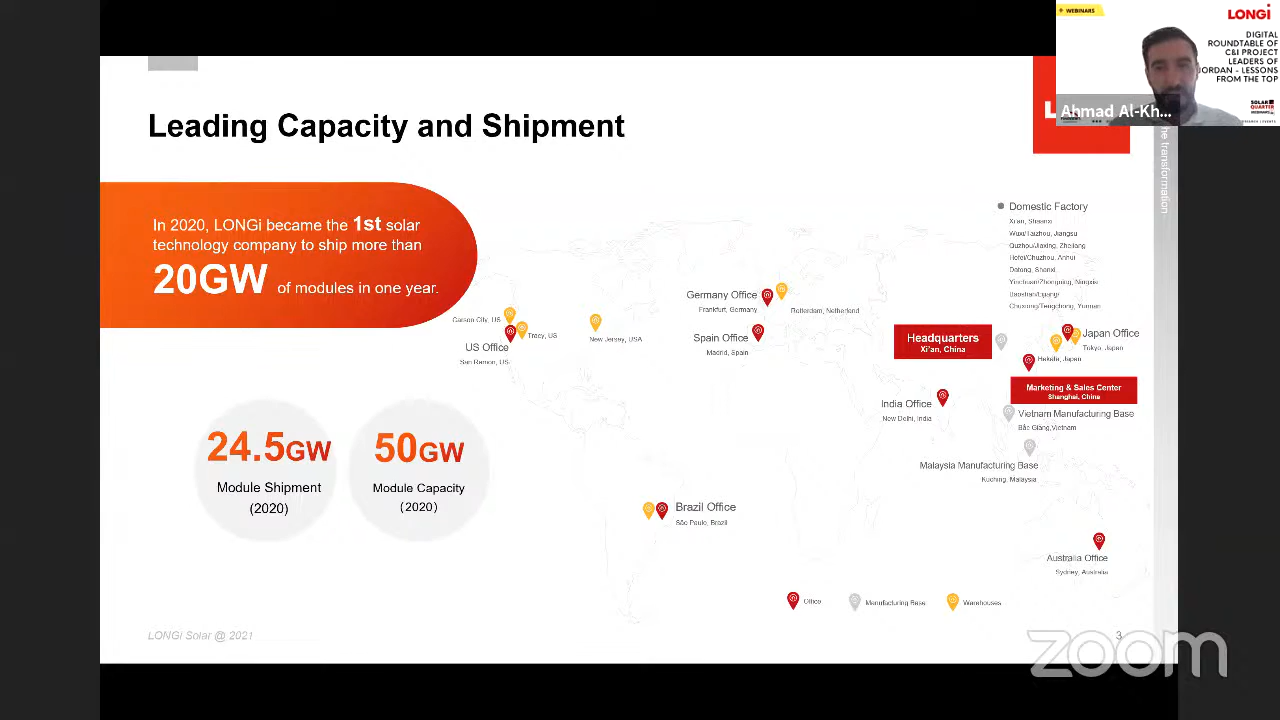 WEBINARS
LONGi
DIGITAL
ROUNDTABLE OF
C&I PROJECT
LEADERS OF
JORDAN - LESSONS
FROM THE TOP
SOLAR
QUARTER
Ahmad Al-Kh...
Leading Capacity and Shipment
he transformation
In 2020, LONGi became the 1st solar
technology company to ship more than
20GW of modules in one year.
24.5GW
Module Shipment
(2020)
50GW
Module Capacity
(2020)
Carson City, US
Tracy, US
US Office
San Ramon, US
New Jersey, USA
Germany Office
Frankfurt, Germany
Rotterdam, Netherlend
Spain Office
Madrid, Spain
Brazil Office
São Paulo, Brazil
Domestic Factory
Xi'an, Shaanxi
Wuxi/Taizhou, Jiangsu
Quzhou/Jiaxing, Zhejiang
Hefei/Chuzhou, Anhui
Datong, Shanxi
Yinchuan/Zhongning, Ningxia
Baoshan/Lijiang/
Chuxiong/Tengchong, Yunnan
Headquarters
Xi'an, China
Japan Office
Tokyo, Japan
Hakata, Japan
Marketing & Sales Center
Shanghai, China
India Office
New Delhi, India
Vietnam Manufacturing Base
Bắc Giang,Vietnam
Malaysia Manufacturing Base
Kuching, Malaysia
Australia Office
Sydney, Australia
Office
Manufacturing Base
Warehouses
LONGi Solar @ 2021
3
zoom